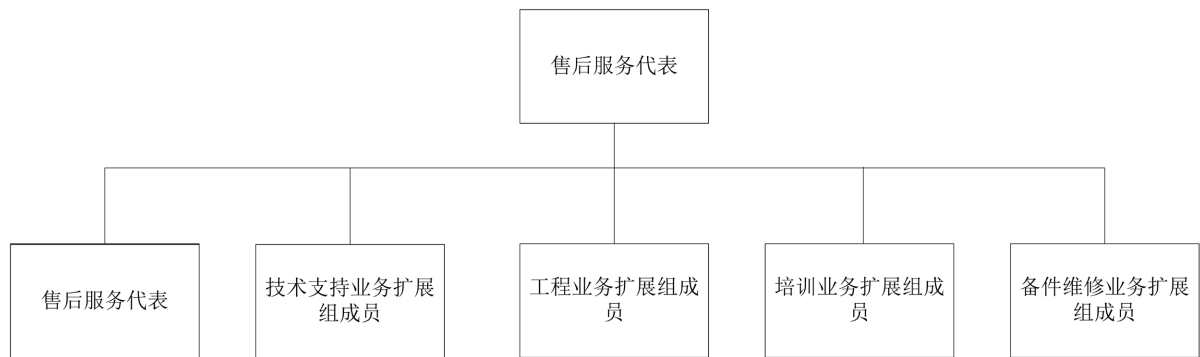 售后服务代表
售后服务代表
技术支持业务扩展
组成员
工程业务扩展组成
员
培训业务扩展组成
员
备件维修业务扩展
组成员